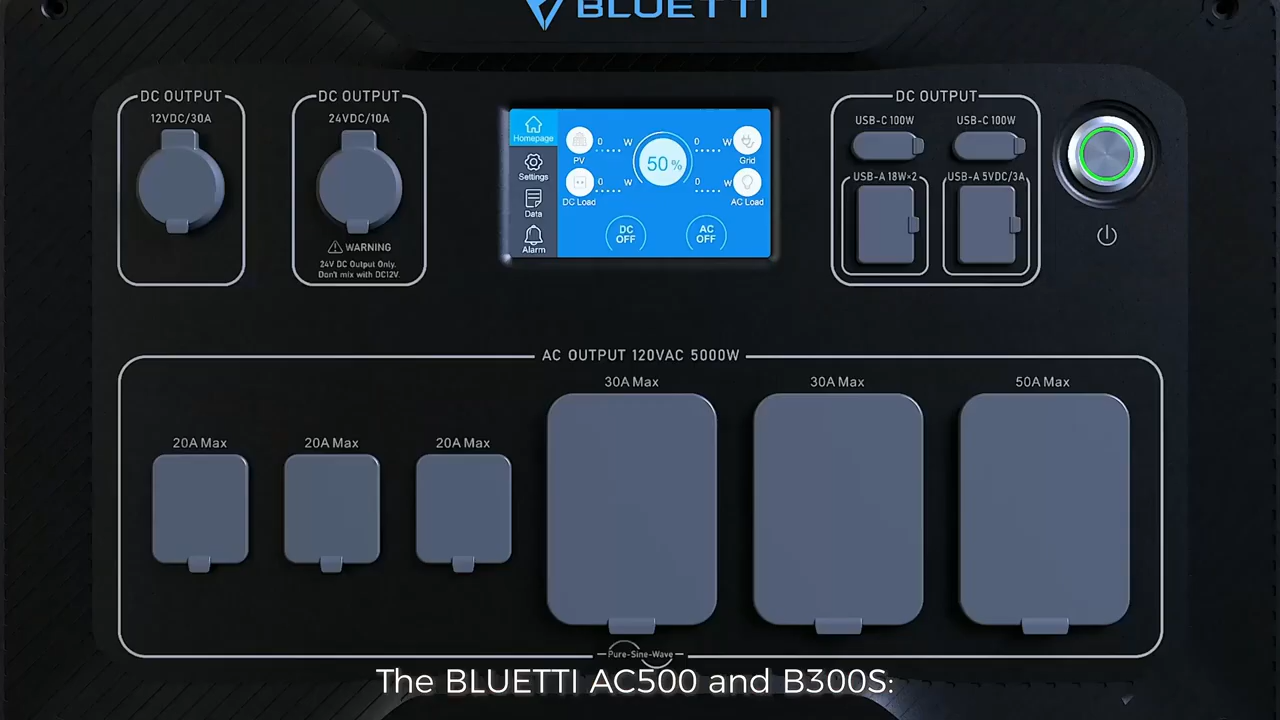 BLUETTI
DC OUTPUT
12VDC/30A
DC OUTPUT
24VDC/10A
WARNING
24V DC Output Only.
Don't mix with DC12V.
Homepage
Settings
Data
Alarm
PV
0 W
DC Load
0 W
50%
0 W
Grid
0 W
AC Load
DC
OFF
AC
OFF
DC OUTPUT
USB-C 100W
USB-C 100W
USB-A 18W×2
USB-A 5VDC/3A
AC OUTPUT 120VAC 5000W
20A Max
20A Max
20A Max
30A Max
30A Max
50A Max
Pure-Sine-Wave
The BLUETTI AC500 and B300S: